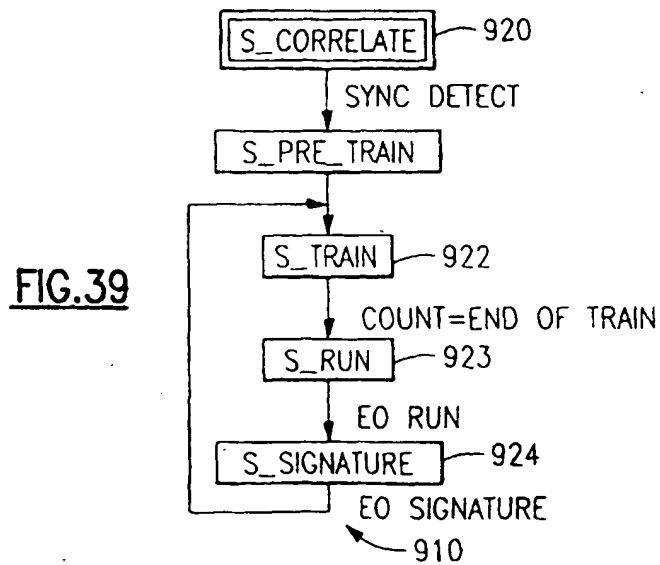 S_CORRELATE 920
SYNC DETECT
S_PRE_TRAIN
S_TRAIN 922
FIG.39
COUNT=END OF TRAIN
S_RUN 923
EO RUN
S_SIGNATURE 924
EO SIGNATURE
910